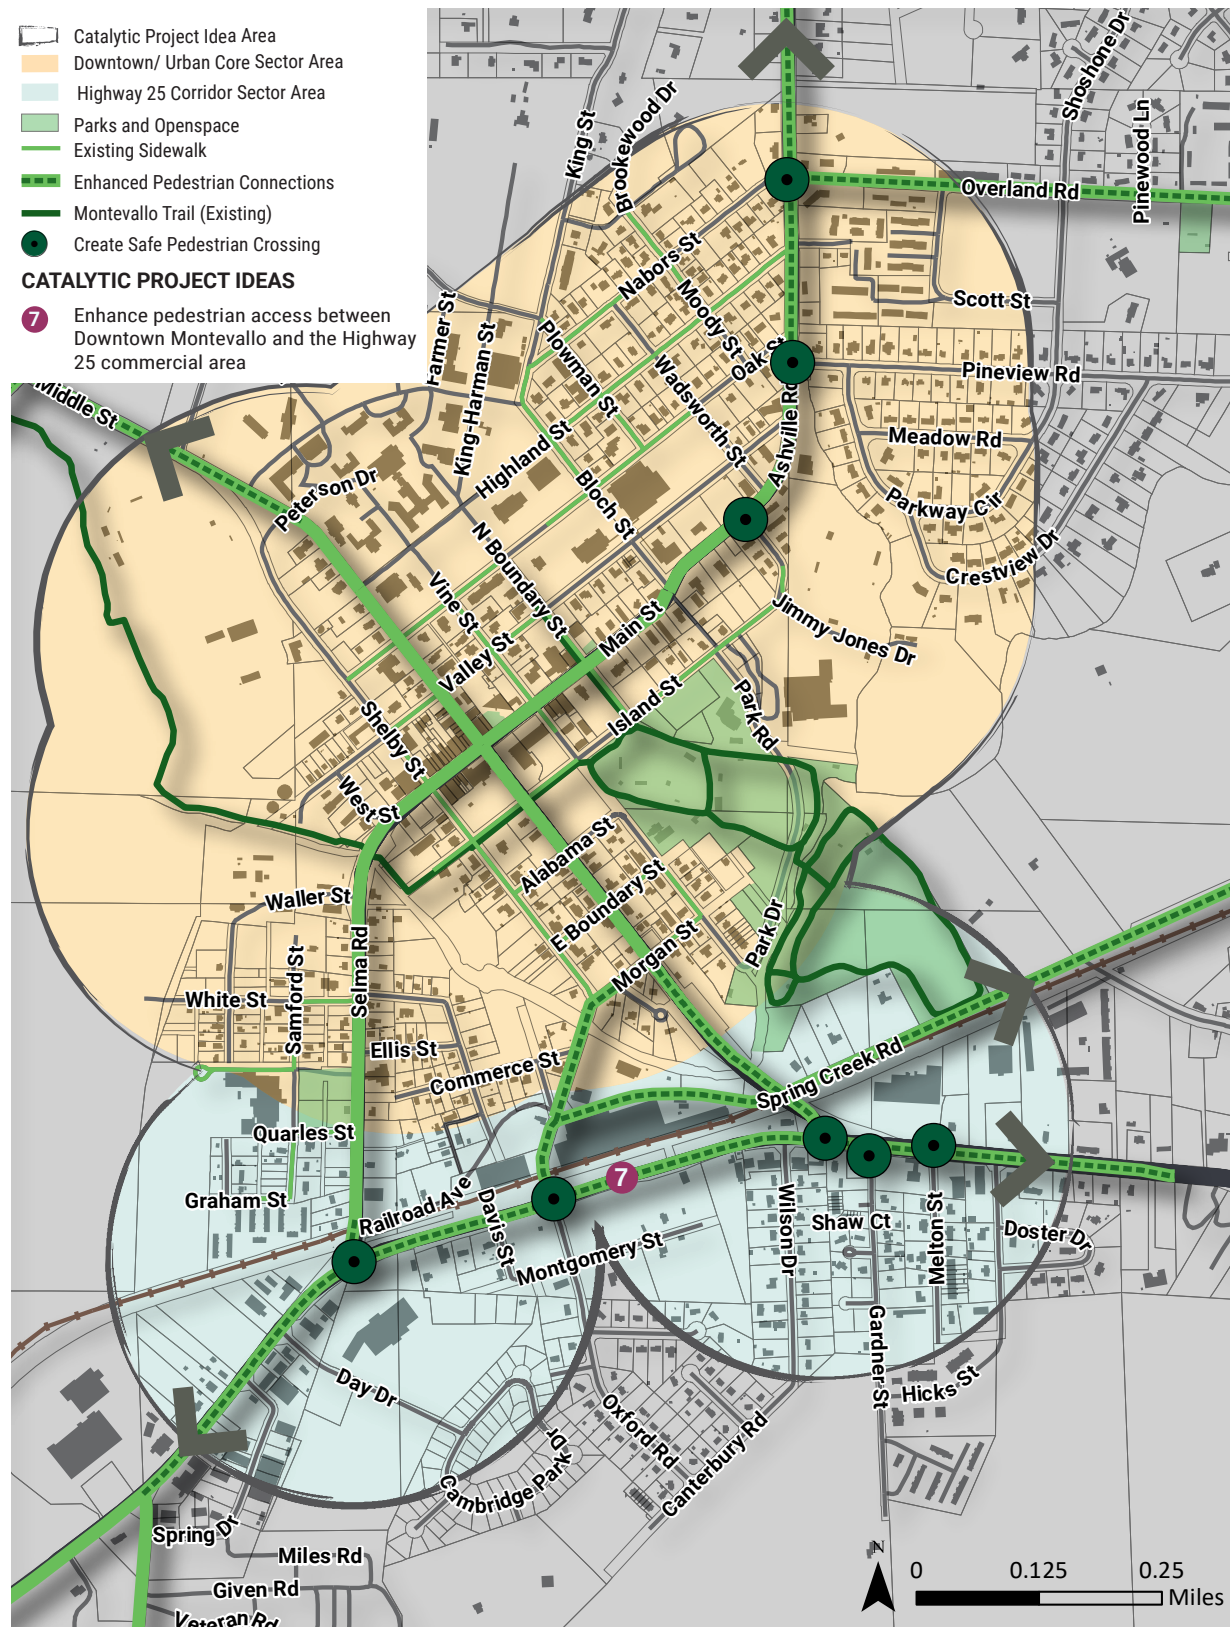 Catalytic Project Idea Area
Downtown/ Urban Core Sector Area
Highway 25 Corridor Sector Area
Parks and Openspace
Existing Sidewalk
Enhanced Pedestrian Connections
Montevallo Trail (Existing)
Create Safe Pedestrian Crossing
CATALYTIC PROJECT IDEAS
7
Enhance pedestrian access between
Downtown Montevallo and the Highway
25 commercial area
King St
Brookewood Dr
Shoshone Dr
Pinewood Ln
Overland Rd
Nabors St
Moody St
Scott St
Farmer St
King-Harman St
Plowman St
Oak St
Wadsworth St
Pineview Rd
Middle St
Ashville Rd
Meadow Rd
Highland St
Peterson Dr
Bloch St
Parkway Cir
Crestview Dr
N Boundary St
Vine St
Main St
Jimmy Jones Dr
Valley St
Island St
Park Rd
Shelby St
West St
Alabama St
E Boundary St
Waller St
Selma Rd
Samford St
White St
Morgan St
Park Dr
Ellis St
Commerce St
Spring Creek Rd
Quarles St
Graham St
Railroad Ave
Davis St
7
Montgomery St
Wilson Dr
Shaw Ct
Melton St
Doster Dr
Gardner St
Hicks St
Day Dr
Oxford Rd
Canterbury Rd
Cambridge Park Dr
Spring Dr
Miles Rd
Given Rd
Veteran Rd
N
0 0.125 0.25
Miles